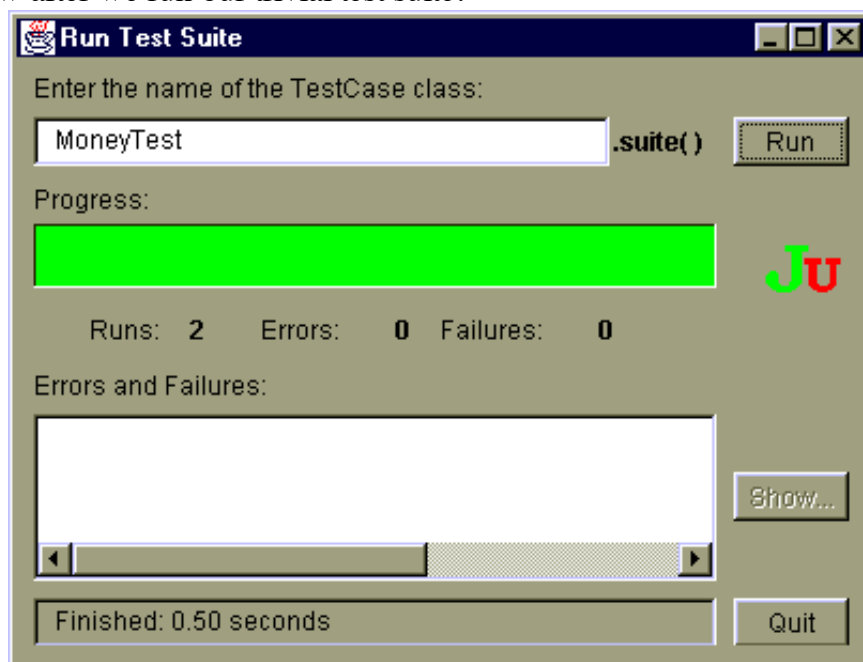 Run Test Suite
Enter the name of the TestCase class:
MoneyTest .suite( ) Run
Progress:
JU
Runs: 2 Errors: 0 Failures: 0
Errors and Failures:
Show...
Finished: 0.50 seconds Quit